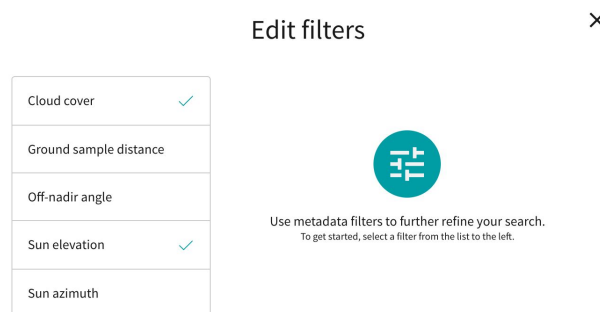 Edit filters
Cloud cover
Ground sample distance
Off-nadir angle
Sun elevation
Sun azimuth
Use metadata filters to further refine your search.
To get started, select a filter from the list to the left.